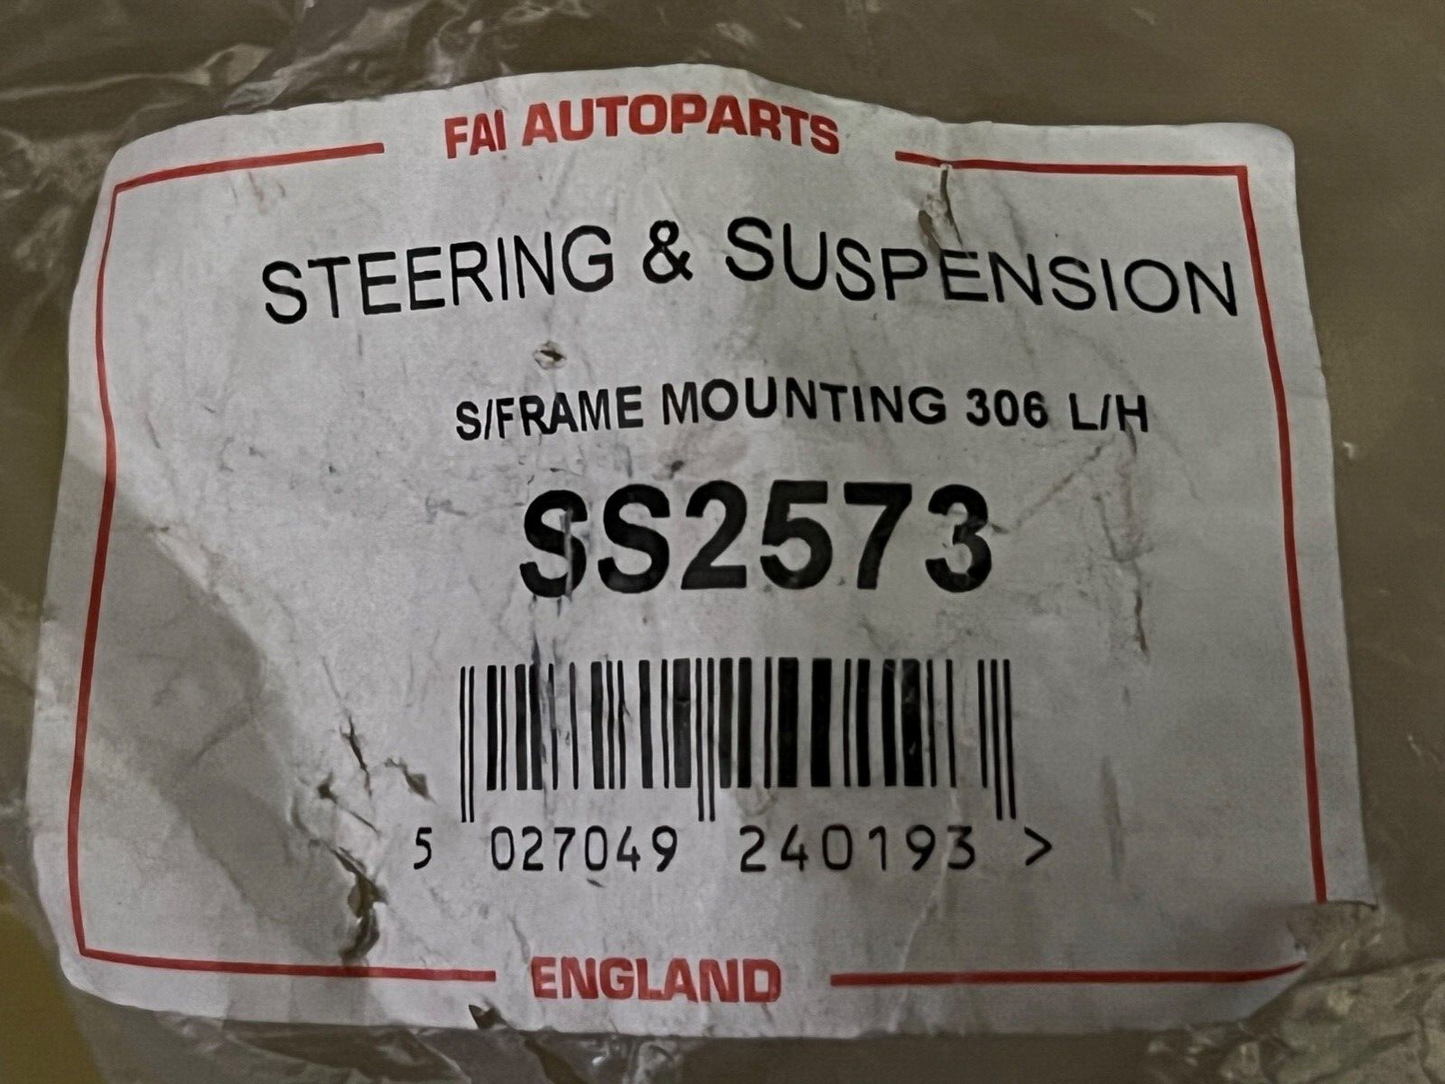 FAI AUTOPARTS
STEERING & SUSPENSION
S/FRAME MOUNTING 306 L/H
SS2573
5 027049 240193 >
ENGLAND